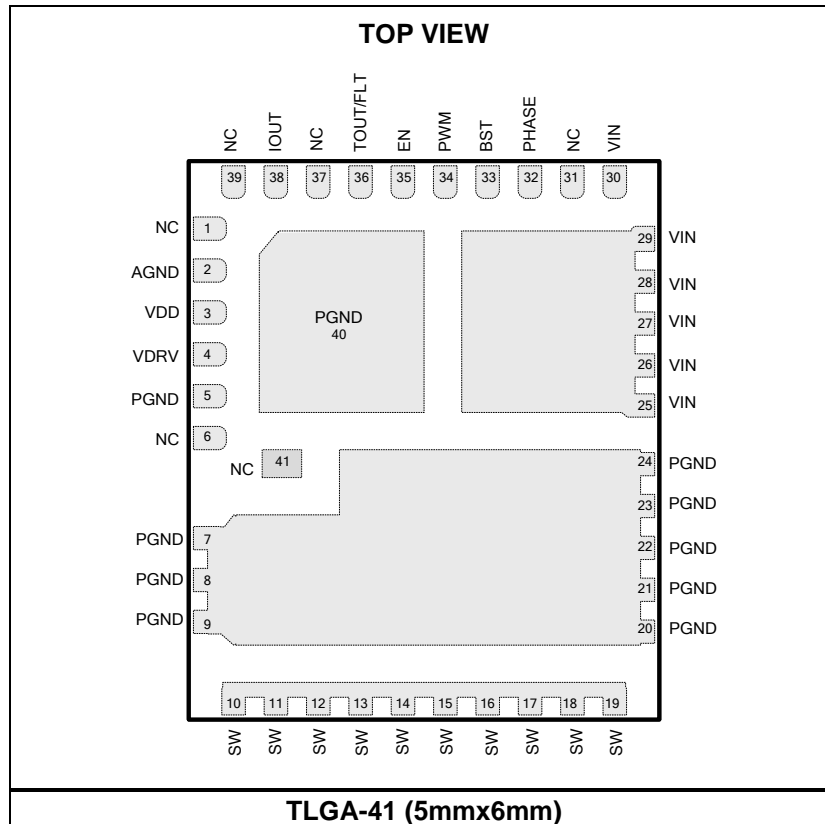 TOP VIEW
NC
IOUT
NC
TOUT/FLT
EN
PWM
BST
PHASE
NC
VIN
39 38 37 36 35 34 33 32 31 30
NC 1
AGND 2
VDD 3
VDRV 4
PGND 5
NC 6
PGND
40
29 VIN
28 VIN
27 VIN
26 VIN
25 VIN
NC 41
24 PGND
23 PGND
22 PGND
21 PGND
20 PGND
PGND 7
PGND 8
PGND 9
10 11 12 13 14 15 16 17 18 19
SW
SW
SW
SW
SW
SW
SW
SW
SW
SW
TLGA-41 (5mmx6mm)